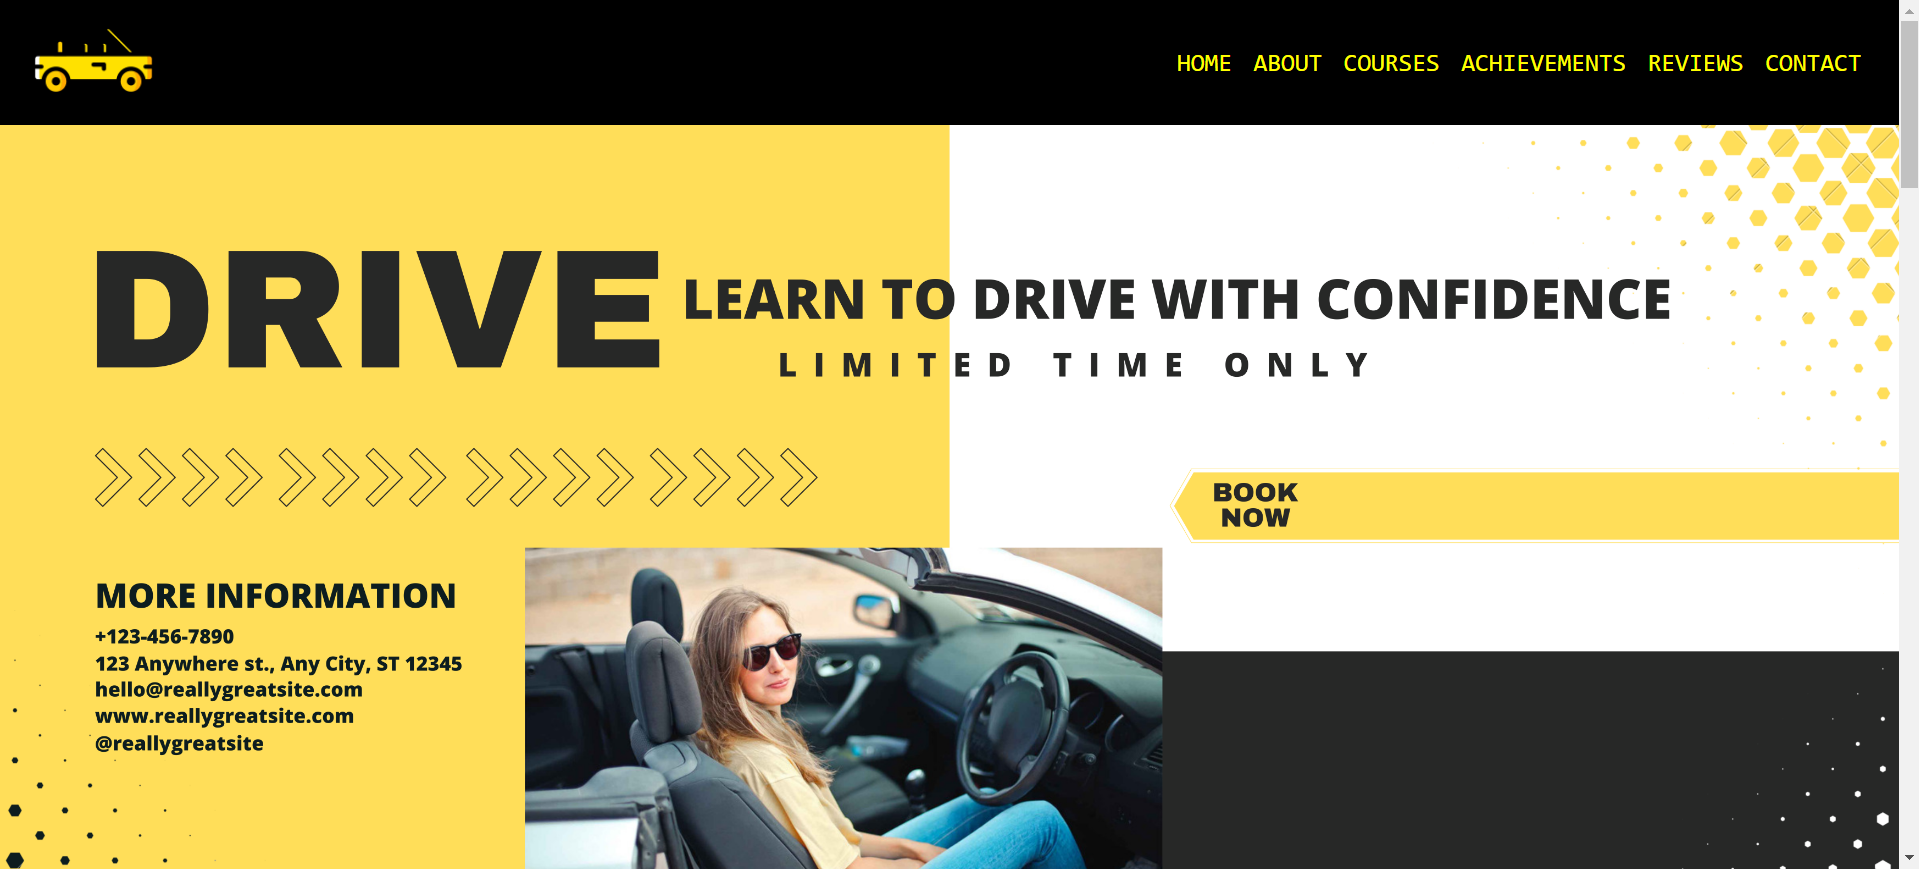 HOME ABOUT COURSES ACHIEVEMENTS REVIEWS CONTACT
DRIVE
LEARN TO DRIVE WITH CONFIDENCE
LIMITED TIME ONLY
BOOK
NOW
MORE INFORMATION
+123-456-7890
123 Anywhere st., Any City, ST 12345
hello@reallygreatsite.com
www.reallygreatsite.com
@reallygreatsite